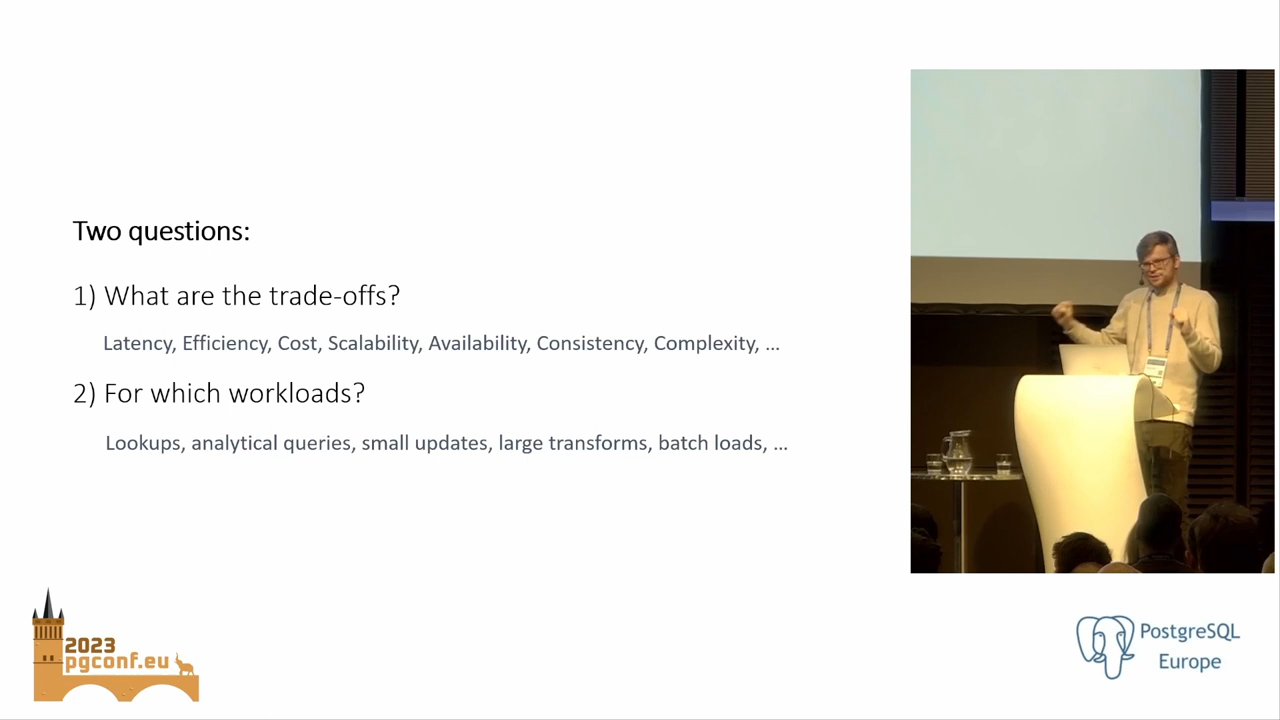 Two questions:
1) What are the trade-offs?
Latency, Efficiency, Cost, Scalability, Availability, Consistency, Complexity, ...
2) For which workloads?
Lookups, analytical queries, small updates, large transforms, batch loads, ...
2023
pgconf.eu
PostgreSQL
Europe